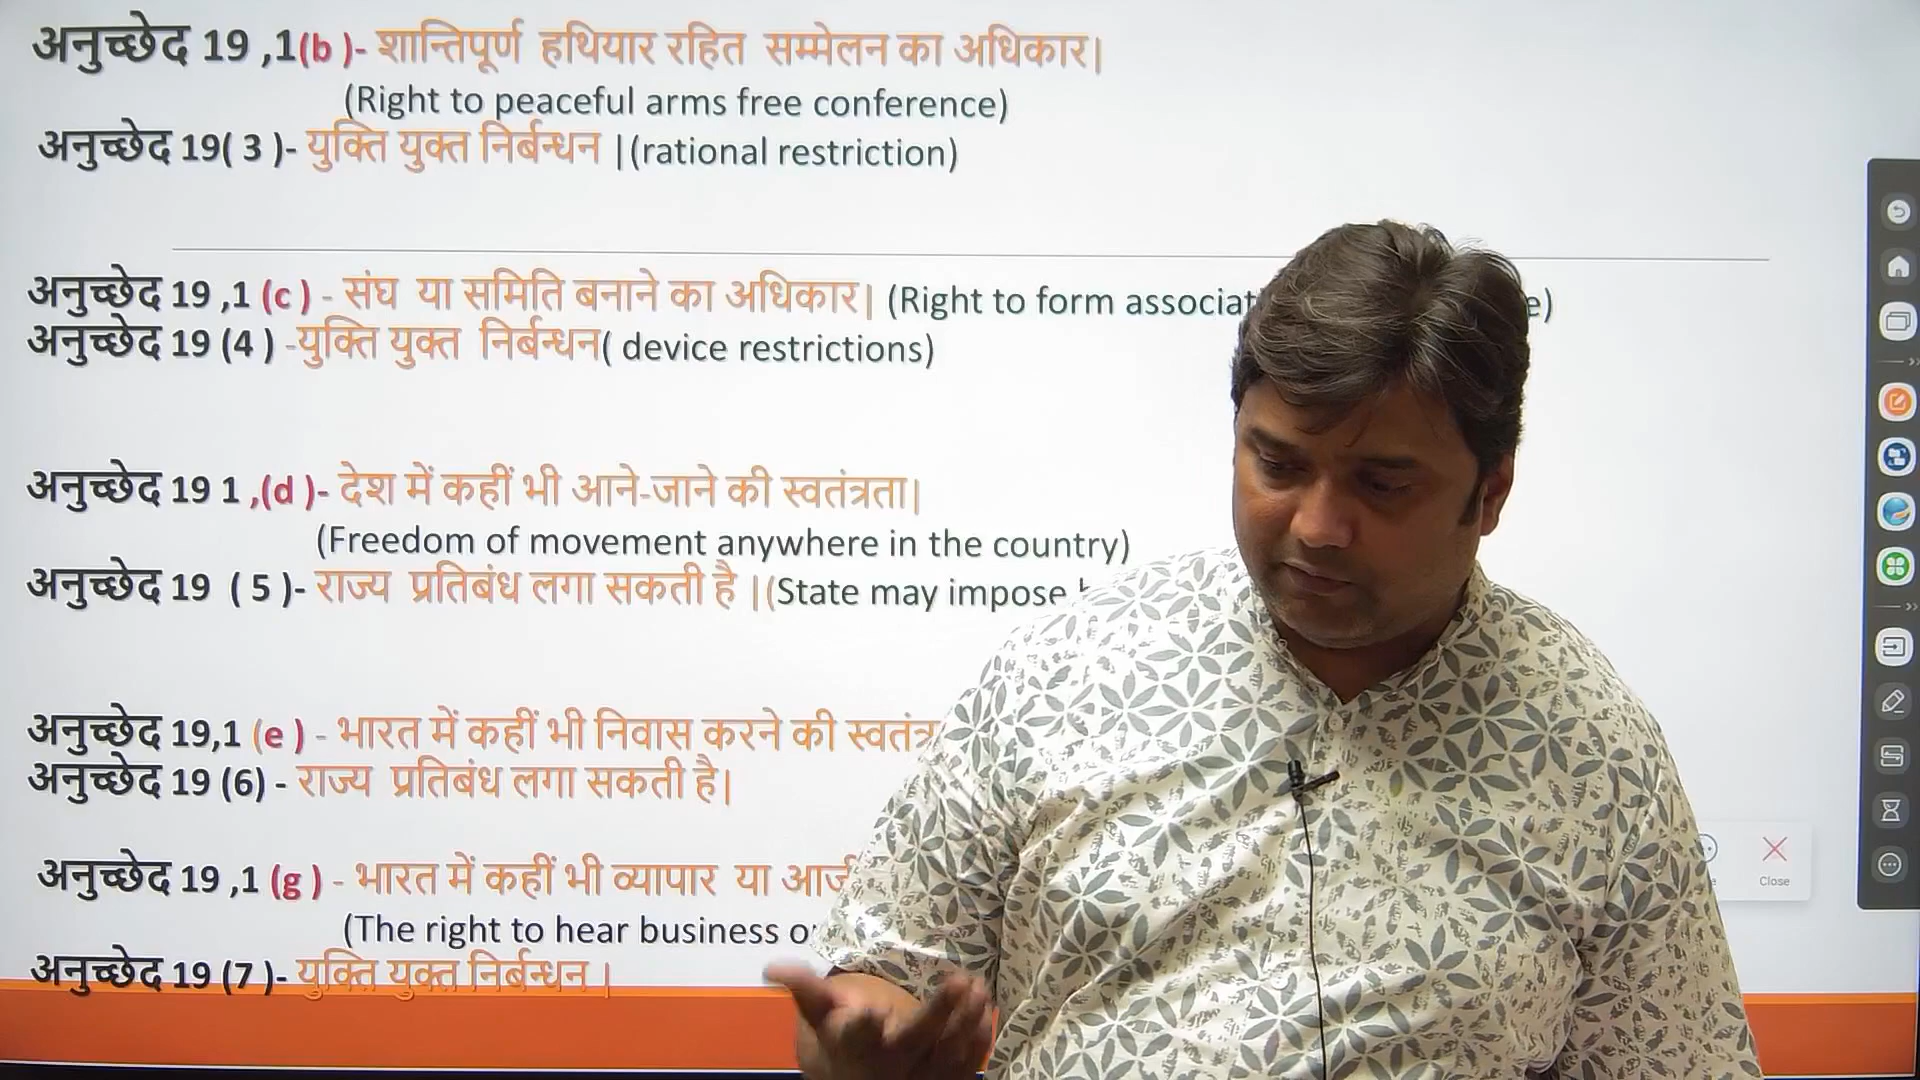 अनुच्छेद 19 ,1(b )- शान्तिपूर्ण हथियार रहित सम्मेलन का अधिकार|
(Right to peaceful arms free conference)
अनुच्छेद 19( 3 )- युक्ति युक्त निर्बन्धन |(rational restriction)
अनुच्छेद 19 ,1 (c ) - संघ या समिति बनाने का अधिकार| (Right to form
अनुच्छेद 19 (4 ) -युक्ति युक्त निर्बन्धन( device restrictions)
अनुच्छेद 19 1 ,(d )- देश में कहीं भी आने-जाने की स्वतंत्रता|
(Freedom of movement anywhere in the country)
अनुच्छेद 19 ( 5 )- राज्य प्रतिबंध लगा सकती है |(State may impose
अनुच्छेद 19,1 (e ) - भारत में कहीं भी निवास करने की
अनुच्छेद 19 (6) - राज्य प्रतिबंध लगा सकती है|
अनुच्छेद 19 ,1 (g ) - भारत में कहीं भी व्यापार या
(The right to hear business
अनुच्छेद 19 (7 )- युक्ति युक्त निर्बन्धन |
Close